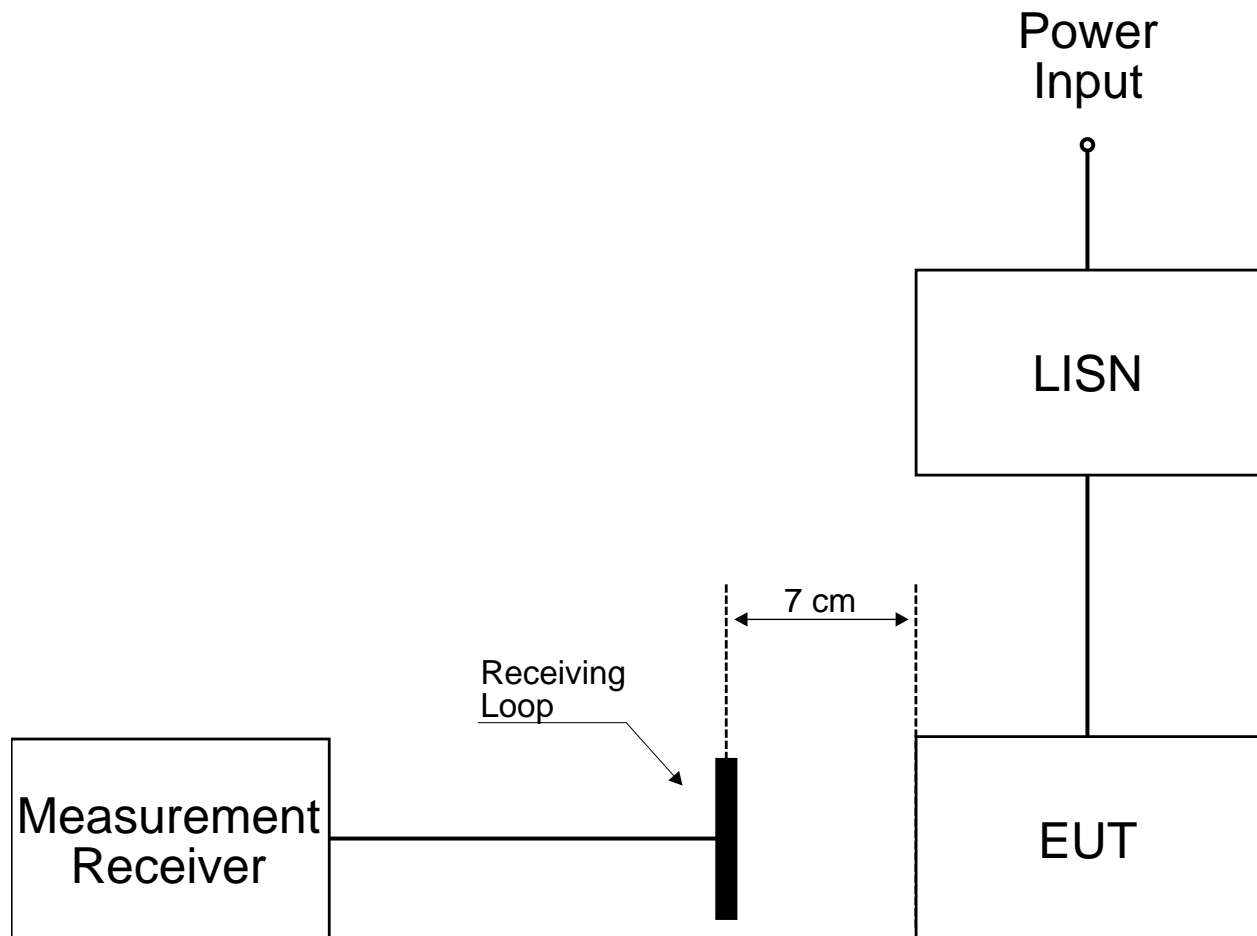 Power
Input
LISN
7 cm
Receiving
Loop
Measurement
Receiver
EUT